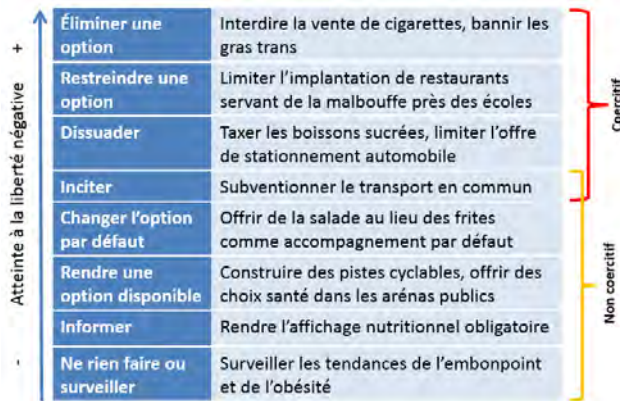 +
Atteinte à la liberté négative
-
Éliminer une
option
Interdire la vente de cigarettes, bannir les
gras trans
Restreindre une
option
Limiter l'implantation de restaurants
servant de la malbouffe près des écoles
Dissuader
Taxer les boissons sucrées, limiter l'offre
de stationnement automobile
Inciter
Subventionner le transport en commun
Changer l'option
par défaut
Offrir de la salade au lieu des frites
comme accompagnement par défaut
Rendre une
option disponible
Construire des pistes cyclables, offrir des
choix santé dans les arénas publics
Informer
Rendre l'affichage nutritionnel obligatoire
Ne rien faire ou
surveiller
Surveiller les tendances de l'embonpoint
et de l'obésité
Coercitif
Non coercitif